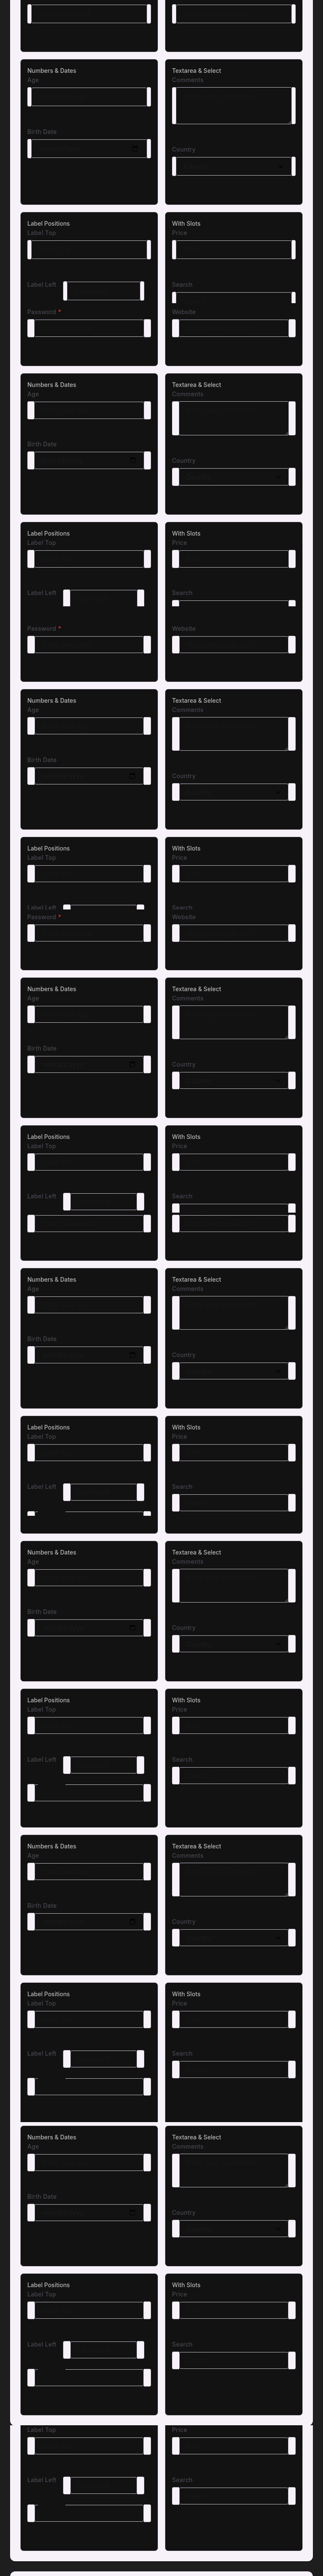 Numbers & Dates
Age
Birth Date
Textarea & Select
Comments
Country
Label Positions
Label Top
Label Left
Password *
With Slots
Price
Search
Website
Numbers & Dates
Age
Birth Date
Textarea & Select
Comments
Country
Label Positions
Label Top
Label Left
Password *
With Slots
Price
Search
Website
Numbers & Dates
Age
Birth Date
Textarea & Select
Comments
Country
Label Positions
Label Top
Label Left
Password *
With Slots
Price
Search
Website
Numbers & Dates
Age
Birth Date
Textarea & Select
Comments
Country
Label Positions
Label Top
Label Left
With Slots
Price
Search
Numbers & Dates
Age
Birth Date
Textarea & Select
Comments
Country
Label Positions
Label Top
Label Left
With Slots
Price
Search
Numbers & Dates
Age
Birth Date
Textarea & Select
Comments
Country
Label Positions
Label Top
Label Left
With Slots
Price
Search
Numbers & Dates
Age
Birth Date
Textarea & Select
Comments
Country
Label Positions
Label Top
Label Left
With Slots
Price
Search
Numbers & Dates
Age
Birth Date
Textarea & Select
Comments
Country
Label Positions
Label Top
Label Left
With Slots
Price
Search
Label Top
Label Left
Price
Search